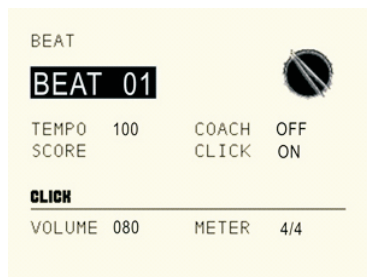 BEAT
BEAT 01
TEMPO 100 COACH OFF
SCORE CLICK ON
CLICK
VOLUME 080 METER 4/4